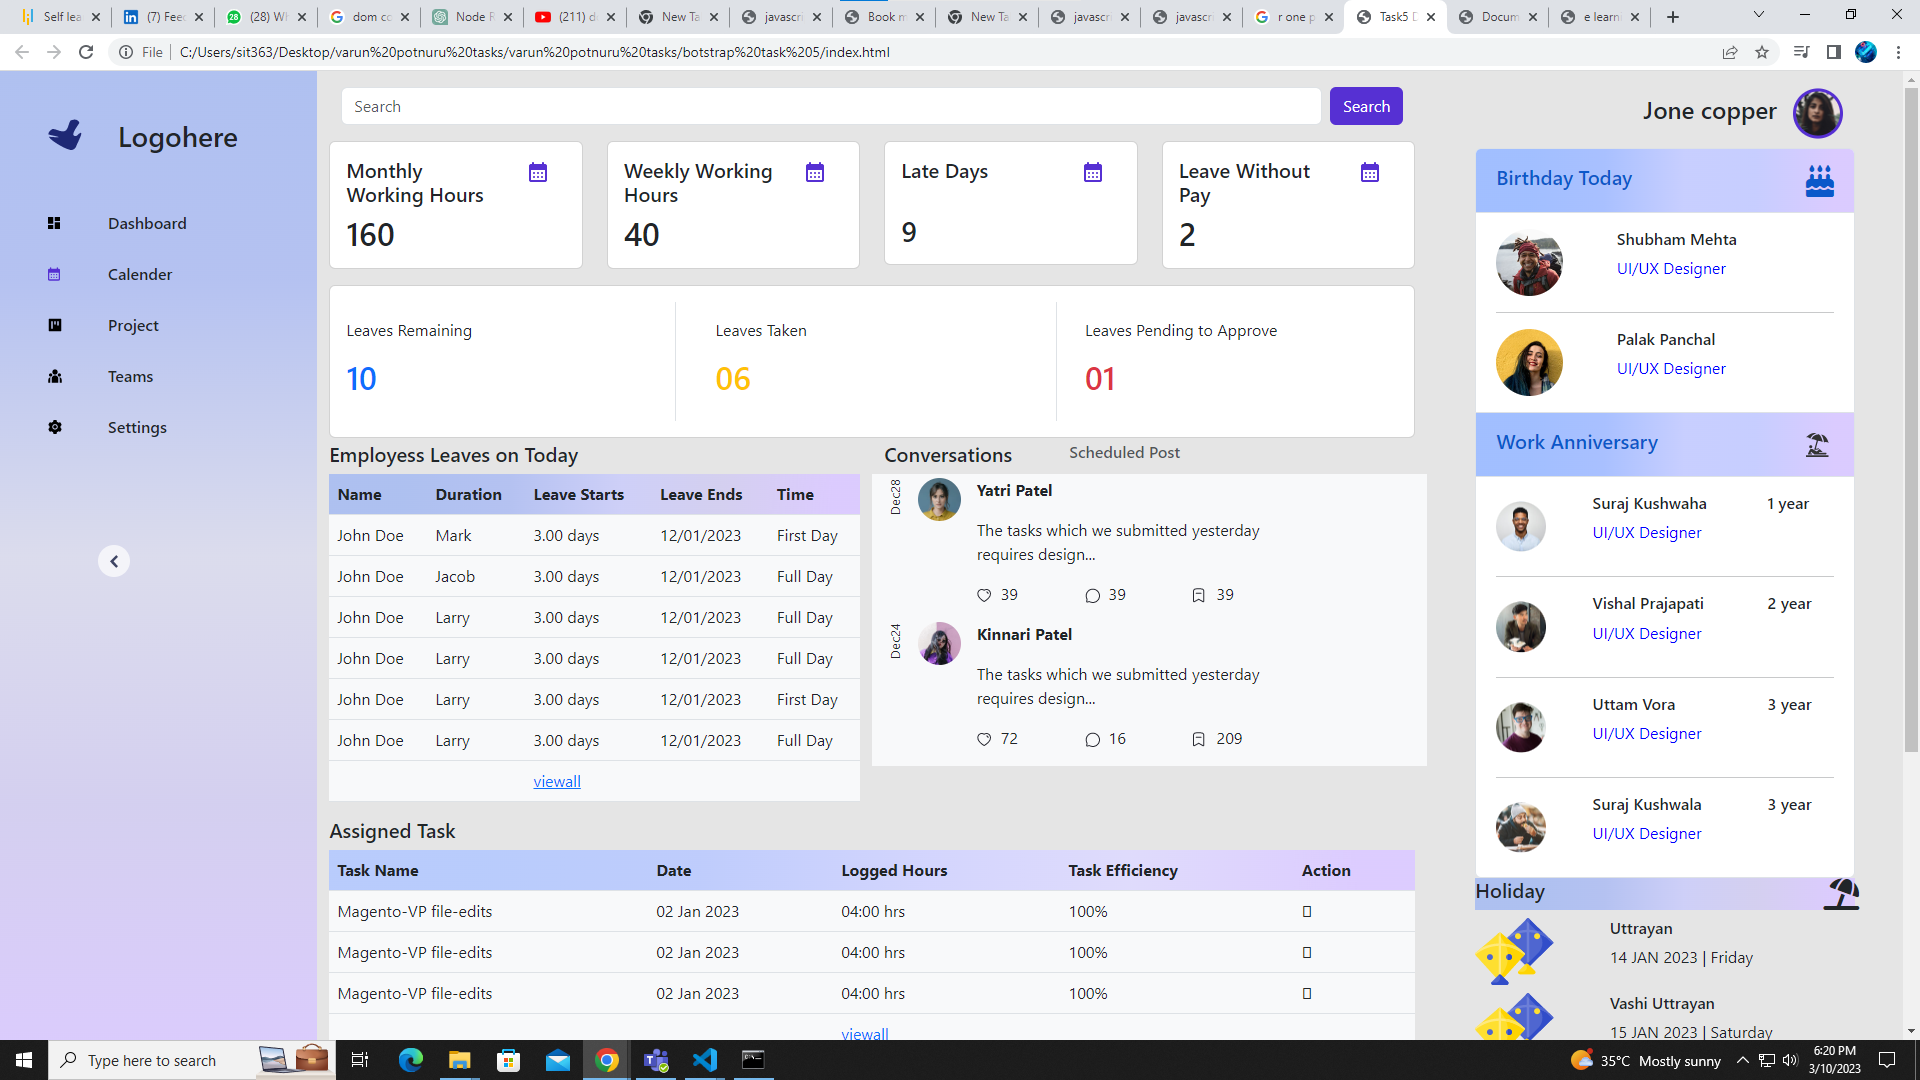 Self lea
(7) Feed
(28) Wh
dom co
Node R
(211) d
New Ta
javascri
Book m
New Ta
javascri
javascri
r one p
Task5 D
Docum
e learni
File
C:/Users/sit363/Desktop/varun%20potnuru%20tasks/varun%20potnuru%20tasks/botstrap%20task%205/index.html
Logohere
Dashboard
Calender
Project
Teams
Settings
Search
Search
Jone copper
Monthly
Working Hours
160
Weekly Working
Hours
40
Late Days
9
Leave Without
Pay
2
Leaves Remaining
10
Leaves Taken
06
Leaves Pending to Approve
01
Employess Leaves on Today
Name Duration Leave Starts Leave Ends Time
John Doe Mark 3.00 days 12/01/2023 First Day
John Doe Jacob 3.00 days 12/01/2023 Full Day
John Doe Larry 3.00 days 12/01/2023 Full Day
John Doe Larry 3.00 days 12/01/2023 Full Day
John Doe Larry 3.00 days 12/01/2023 First Day
John Doe Larry 3.00 days 12/01/2023 Full Day
viewall
Conversations
Scheduled Post
Dec28
Yatri Patel
The tasks which we submitted yesterday
requires design...
39 39 39
Dec24
Kinnari Patel
The tasks which we submitted yesterday
requires design...
72 16 209
Assigned Task
Task Name Date Logged Hours Task Efficiency Action
Magento-VP file-edits 02 Jan 2023 04:00 hrs 100%
Magento-VP file-edits 02 Jan 2023 04:00 hrs 100%
Magento-VP file-edits 02 Jan 2023 04:00 hrs 100%
viewall
Birthday Today
Shubham Mehta
UI/UX Designer
Palak Panchal
UI/UX Designer
Work Anniversary
Suraj Kushwaha 1 year
UI/UX Designer
Vishal Prajapati 2 year
UI/UX Designer
Uttam Vora 3 year
UI/UX Designer
Suraj Kushwala 3 year
UI/UX Designer
Holiday
Uttrayan
14 JAN 2023 | Friday
Vashi Uttrayan
15 JAN 2023 | Saturday
Type here to search
35°C Mostly sunny
6:20 PM
3/10/2023